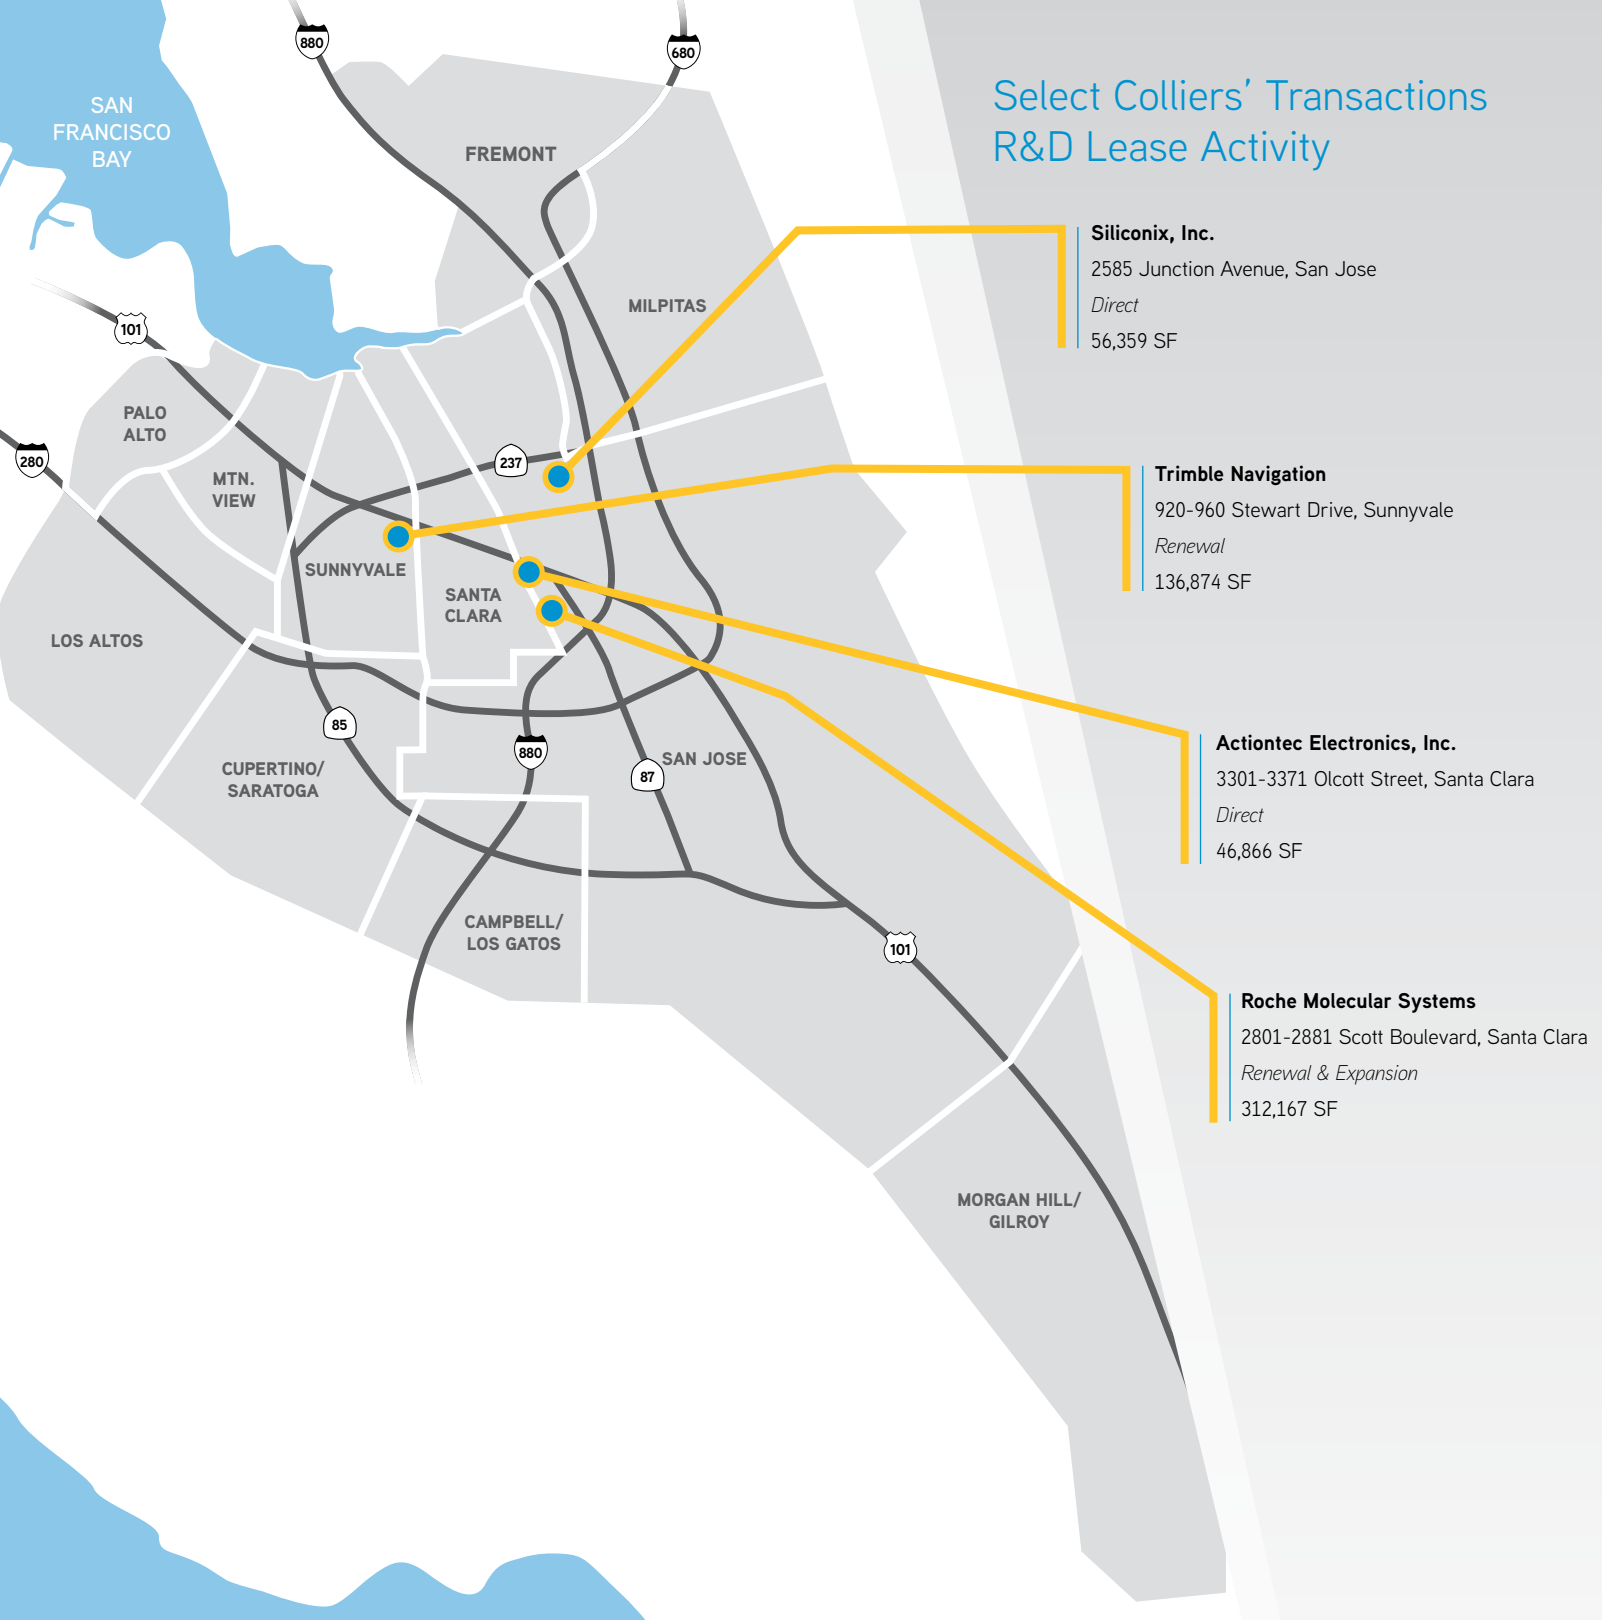 880
680
Select Colliers’ Transactions
R&D Lease Activity
SAN
FRANCISCO
BAY
FREMONT
Siliconix, Inc.
2585 Junction Avenue, San Jose
Direct
56,359 SF
MILPITAS
101
PALO
ALTO
280
237
MTN.
VIEW
Trimble Navigation
920-960 Stewart Drive, Sunnyvale
Renewal
136,874 SF
SUNNYVALE
SANTA
CLARA
LOS ALTOS
85
880
87
SAN JOSE
CUPERTINO/
SARATOGA
Actiontec Electronics, Inc.
3301-3371 Olcott Street, Santa Clara
Direct
46,866 SF
CAMPBELL/
LOS GATOS
101
Roche Molecular Systems
2801-2881 Scott Boulevard, Santa Clara
Renewal & Expansion
312,167 SF
MORGAN HILL/
GILROY